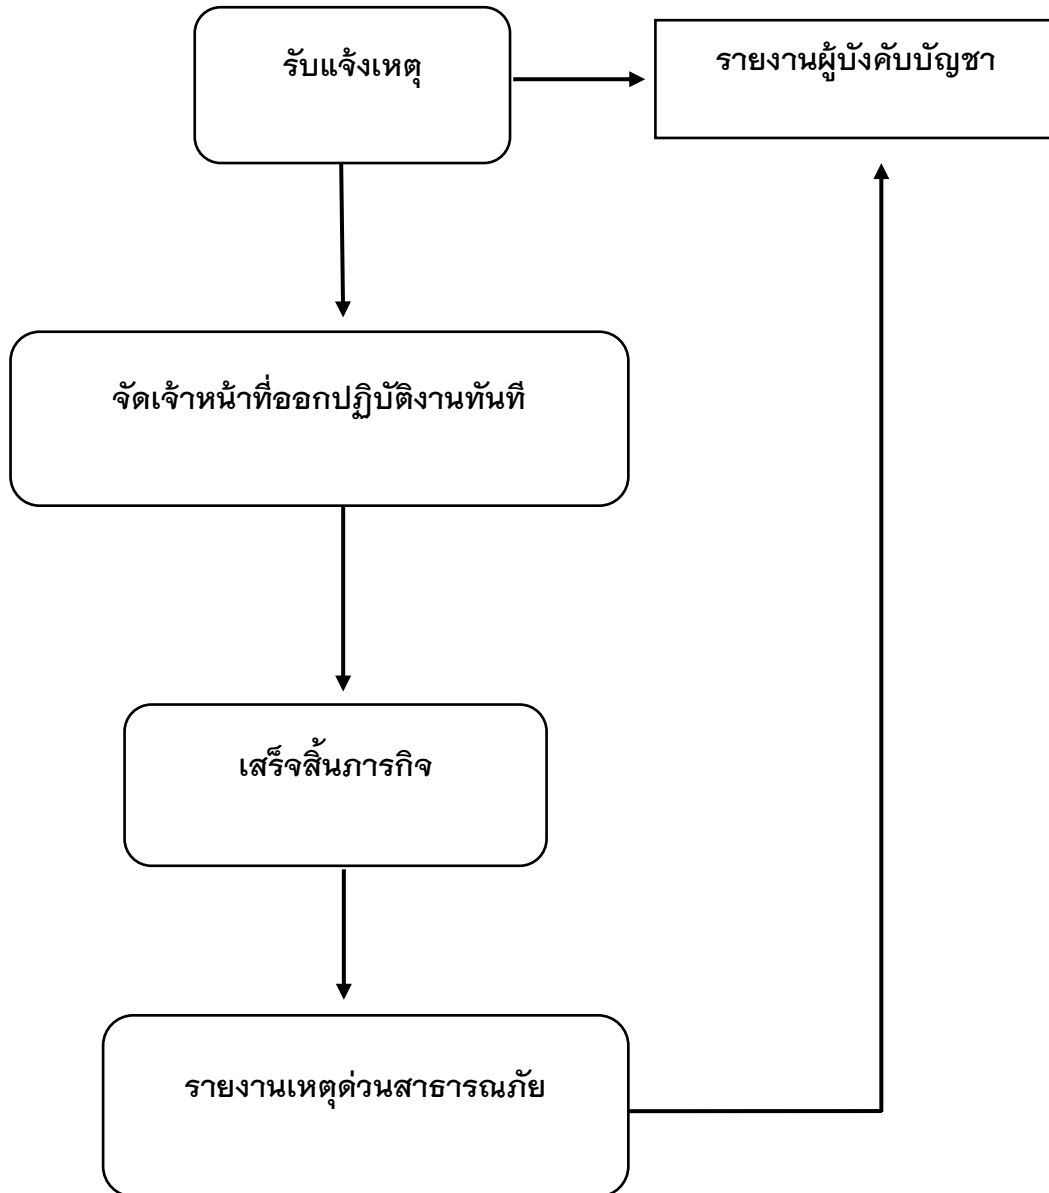 รับแจ้งเหตุ
รายงานผู้บังคับบัญชา
จัดเจ้าหน้าที่ออกปฏิบัติงานทันที
เสร็จสิ้นภารกิจ
รายงานเหตุด่วนสาธารณภัย